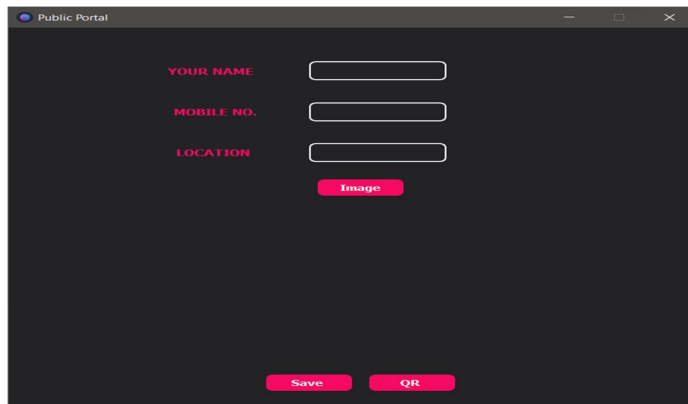 Public Portal
YOUR NAME
MOBILE NO.
LOCATION
Image
Save QR